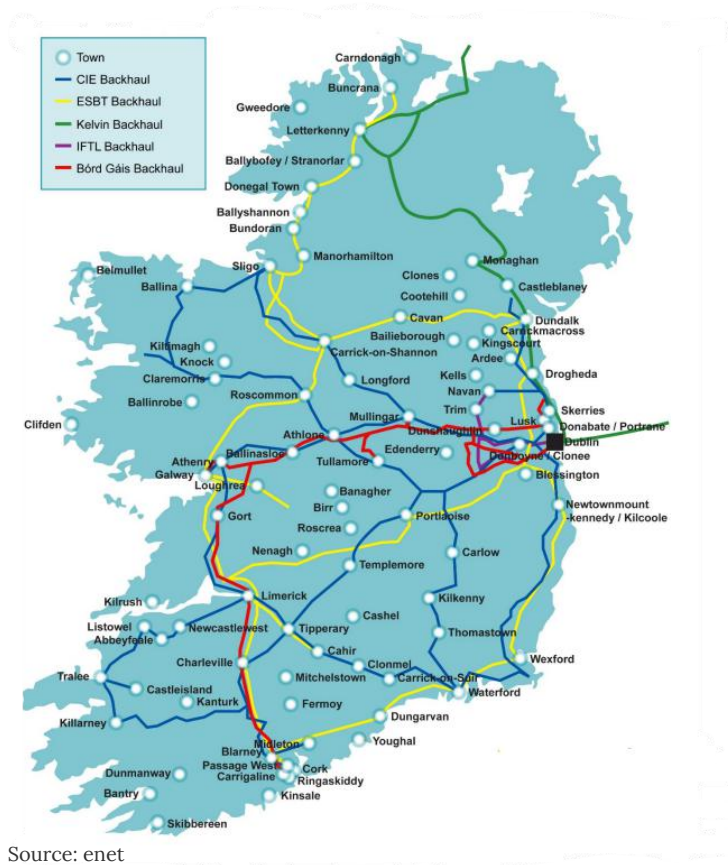 Town
CIE Backhaul
ESBT Backhaul
Kelvin Backhaul
IFTL Backhaul
Bórd Gáis Backhaul
Carndonagh
Buncrana
Gweedore
Letterkenny
Ballybofey / Stranorlar
Donegal Town
Ballyshannon
Bundoran
Manorhamilton
Sligo
Belmullet
Ballina
Monaghan
Clones
Castleblaney
Cootehill
Cavan
Dundalk
Carrickmacross
Bailieborough
Kingscourt
Carrick-on-Shannon
Ardee
Kiltimagh
Knock
Claremorris
Longford
Kells
Drogheda
Navan
Ballinrobe
Roscommon
Trim
Skerries
Mullingar
Lusk
Clifden
Dunshaughlin
Donabate / Portrane
Athlone
Dublin
Ballinasloe
Edenderry
Dunboyne / Clonee
Athenry
Tullamore
Galway
Loughrea
Blessington
Banagher
Birr
Newtownmount
-kennedy / Kilcoole
Gort
Portlaoise
Roscrea
Nenagh
Carlow
Templemore
Kilrush
Limerick
Kilkenny
Cashel
Listowel
Newcastlewest
Abbeyfeale
Tipperary
Thomastown
Cahir
Charleville
Clonmel
Wexford
Tralee
Mitchelstown
Carrick-on-Suir
Castleisland
Waterford
Kanturk
Fermoy
Killarney
Dungarvan
Midleton
Youghal
Blarney
Passage West
Cork
Dunmanway
Carrigaline
Ringaskiddy
Bantry
Kinsale
Skibbereen
Source: enet